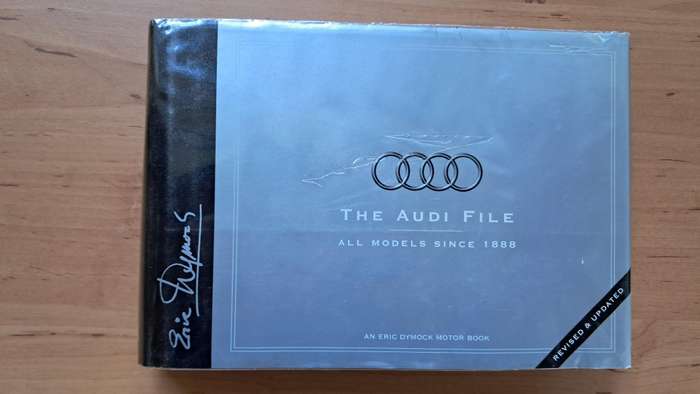 Eric Dymock
THE AUDI FILE
ALL MODELS SINCE 1888
AN ERIC DYMOCK MOTOR BOOK
REVISED & UPDATED